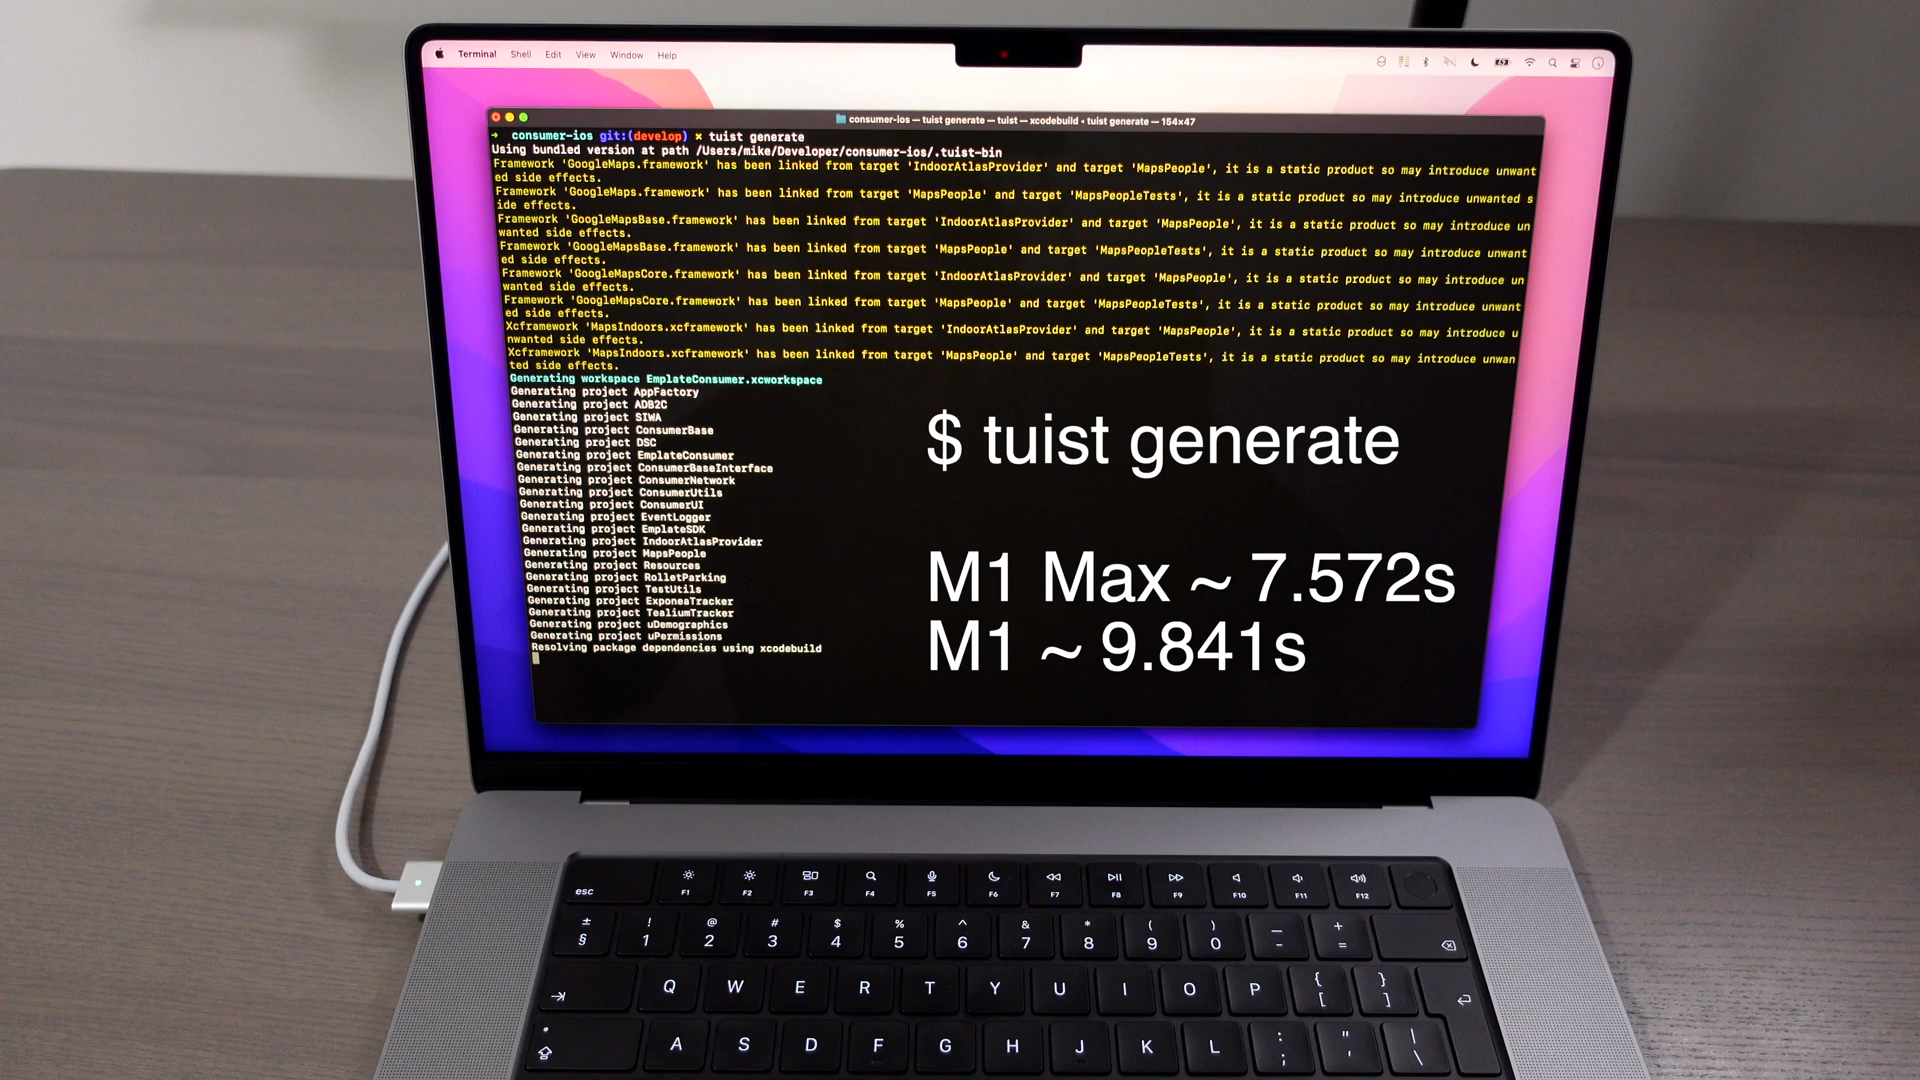 Terminal Shell Edit View Window Help
consumer-ios — tuist generate — tuist — xcodebuild ◂ tuist generate — 154×47
➜ consumer-ios git:(develop) ✖ tuist generate
Using bundled version at path /Users/mike/Developer/consumer-ios/.tuist-bin
Framework 'GoogleMaps.framework' has been linked from target 'IndoorAtlasProvider' and target 'MapsPeople', it is a static product so may introduce unwant
ed side effects.
Framework 'GoogleMaps.framework' has been linked from target 'MapsPeople' and target 'MapsPeopleTests', it is a static product so may introduce unwanted s
ide effects.
Framework 'GoogleMapsBase.framework' has been linked from target 'IndoorAtlasProvider' and target 'MapsPeople', it is a static product so may introduce un
wanted side effects.
Framework 'GoogleMapsBase.framework' has been linked from target 'MapsPeople' and target 'MapsPeopleTests', it is a static product so may introduce unwant
ed side effects.
Framework 'GoogleMapsCore.framework' has been linked from target 'IndoorAtlasProvider' and target 'MapsPeople', it is a static product so may introduce un
wanted side effects.
Framework 'GoogleMapsCore.framework' has been linked from target 'MapsPeople' and target 'MapsPeopleTests', it is a static product so may introduce unwant
ed side effects.
Xcframework 'MapsIndoors.xcframework' has been linked from target 'IndoorAtlasProvider' and target 'MapsPeople', it is a static product so may introduce u
nwanted side effects.
Xcframework 'MapsIndoors.xcframework' has been linked from target 'MapsPeople' and target 'MapsPeopleTests', it is a static product so may introduce unwan
ted side effects.
Generating workspace EmplateConsumer.xcworkspace
Generating project AppFactory
Generating project ADB2C
Generating project SIWA
Generating project ConsumerBase
Generating project DSC
Generating project EmplateConsumer
Generating project ConsumerBaseInterface
Generating project ConsumerNetwork
Generating project ConsumerUtils
Generating project ConsumerUI
Generating project EventLogger
Generating project EmplateSDK
Generating project IndoorAtlasProvider
Generating project MapsPeople
Generating project Resources
Generating project RolletParking
Generating project TestUtils
Generating project ExponeaTracker
Generating project TealiumTracker
Generating project uDemographics
Generating project uPermissions
Resolving package dependencies using xcodebuild
$ tuist generate
M1 Max ~ 7.572s
M1 ~ 9.841s
esc F1 F2 F3 F4 F5 F6 F7 F8 F9 F10 F11 F12
± ! @ # $ % ^ & * ( ) _ +
§ 1 2 3 4 5 6 7 8 9 0 - =
Q W E R T Y U I O P { [ } ]
A S D F G H J K L : ; " ' | \